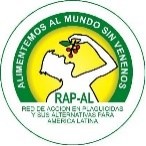 ALIMENTEMOS AL MUNDO SIN VENENOS
RAP-AL
RED DE ACCION EN PLAGUICIDAS
Y SUS ALTERNATIVAS PARA
AMERICA LATINA